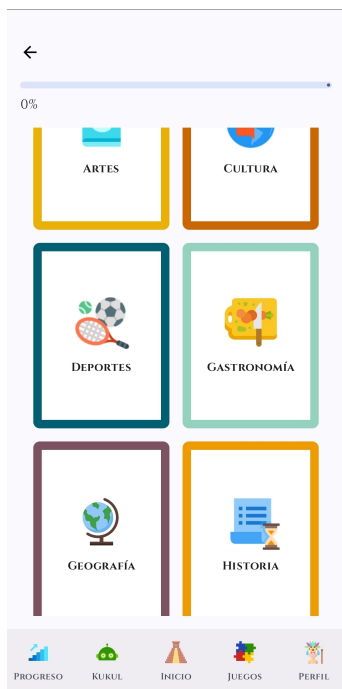 0%
ARTES
CULTURA
DEPORTES
GASTRONOMÍA
GEOGRAFÍA
HISTORIA
PROGRESO
KUKUL
INICIO
JUEGOS
PERFIL